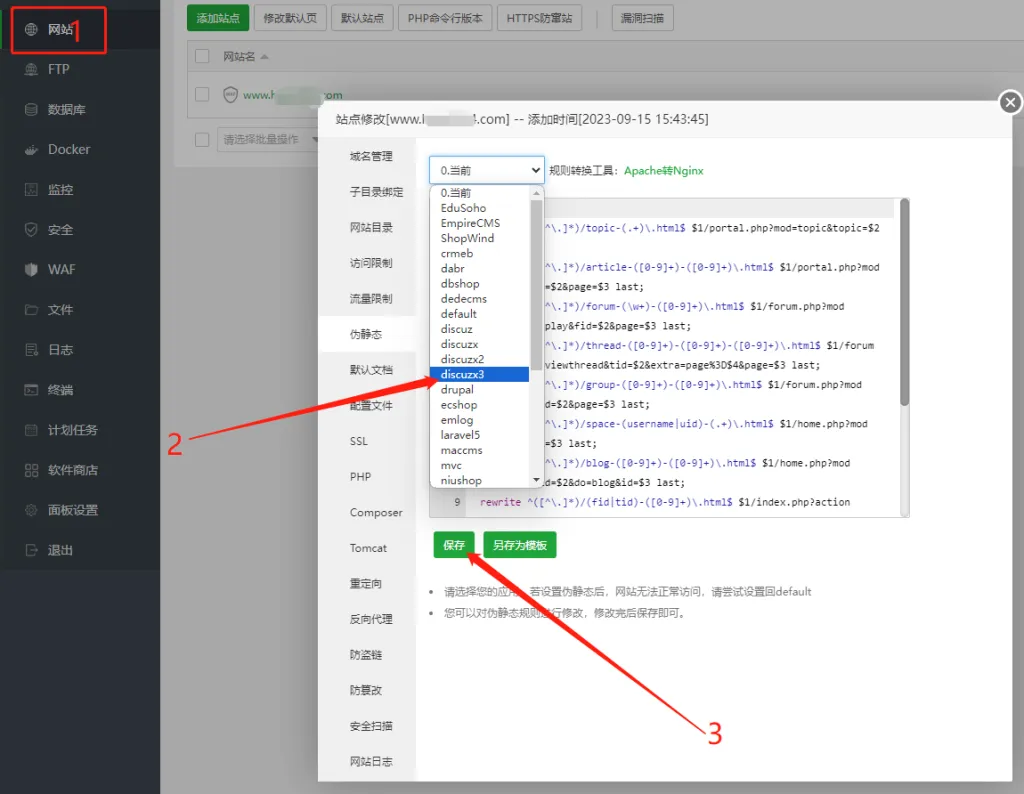 网站
1
FTP
数据库
Docker
监控
安全
WAF
文件
日志
终端
计划任务
软件商店
面板设置
退出
添加站点 修改默认页 默认站点 PHP命令行版本 HTTPS防窜站 漏洞扫描
网站名
www.h com
请选择批量操作
站点修改[www. .com] -- 添加时间[2023-09-15 15:43:45]
域名管理
子目录绑定
网站目录
访问限制
流量限制
伪静态
默认文档
配置文件
SSL
PHP
Composer
Tomcat
重定向
反向代理
防盗链
防篡改
安全扫描
网站日志
0.当前 规则转换工具：Apache转Nginx
0.当前
EduSoho
EmpireCMS
ShopWind
crmeb
dabr
dbshop
dedecms
default
discuz
discuzx
discuzx2
discuzx3
drupal
ecshop
emlog
laravel5
maccms
mvc
niushop
^\.]*)/topic-(.+)\.html$ $1/portal.php?mod=topic&topic=$2
^\.]*)/article-([0-9]+)-([0-9]+)\.html$ $1/portal.php?mod
=$2&page=$3 last;
^\.]*)/forum-(\w+)-([0-9]+)\.html$ $1/forum.php?mod
play&fid=$2&page=$3 last;
^\.]*)/thread-([0-9]+)-([0-9]+)-([0-9]+)\.html$ $1/forum
viewthread&tid=$2&extra=page%3D$4&page=$3 last;
^\.]*)/group-([0-9]+)-([0-9]+)\.html$ $1/forum.php?mod
d=$2&page=$3 last;
^\.]*)/space-(username|uid)-(.+)\.html$ $1/home.php?mod
=$3 last;
^\.]*)/blog-([0-9]+)-([0-9]+)\.html$ $1/home.php?mod
d=$2&do=blog&id=$3 last;
9 rewrite ^([^\.]*)/(fid|tid)-([0-9]+)\.html$ $1/index.php?action
保存 另存为模板
请选择您的应用，若设置伪静态后，网站无法正常访问，请尝试设置回default
您可以对伪静态规则进行修改，修改完后保存即可。
2
3